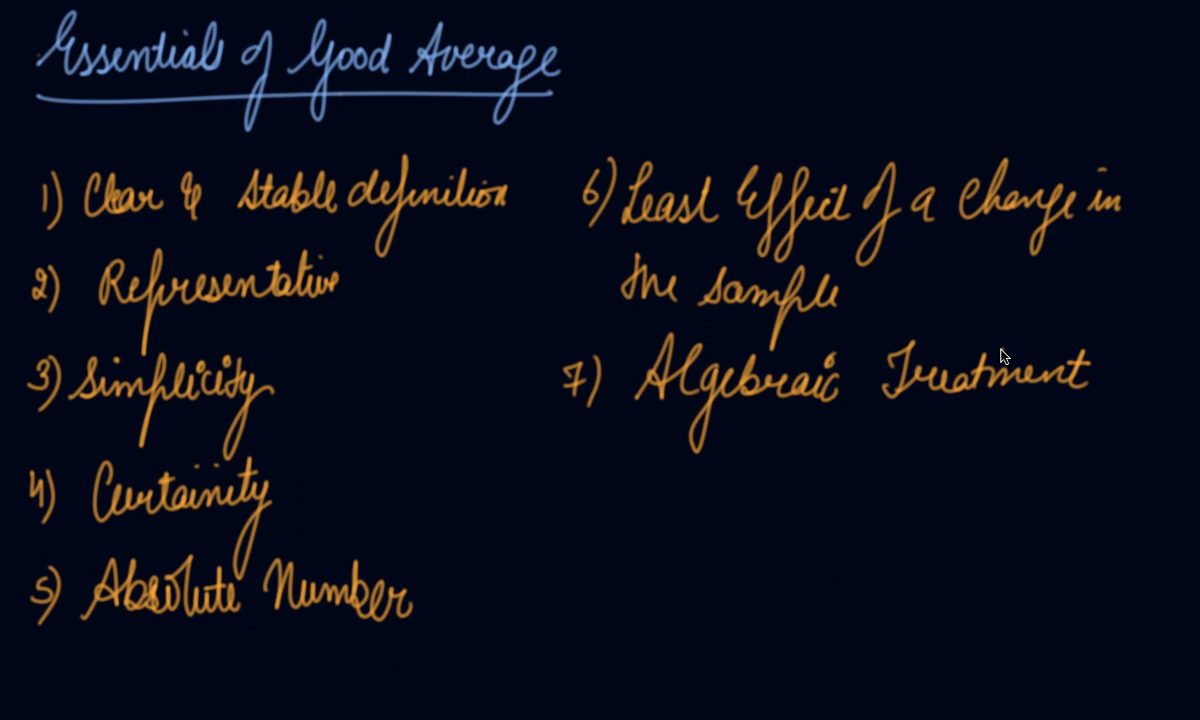 Essentials of Good Average
1) Clear & Stable definition
2) Representative
3) Simplicity
4) Certainity
5) Absolute Number
6) Least Effect of a change in
the sample
7) Algebraic Treatment